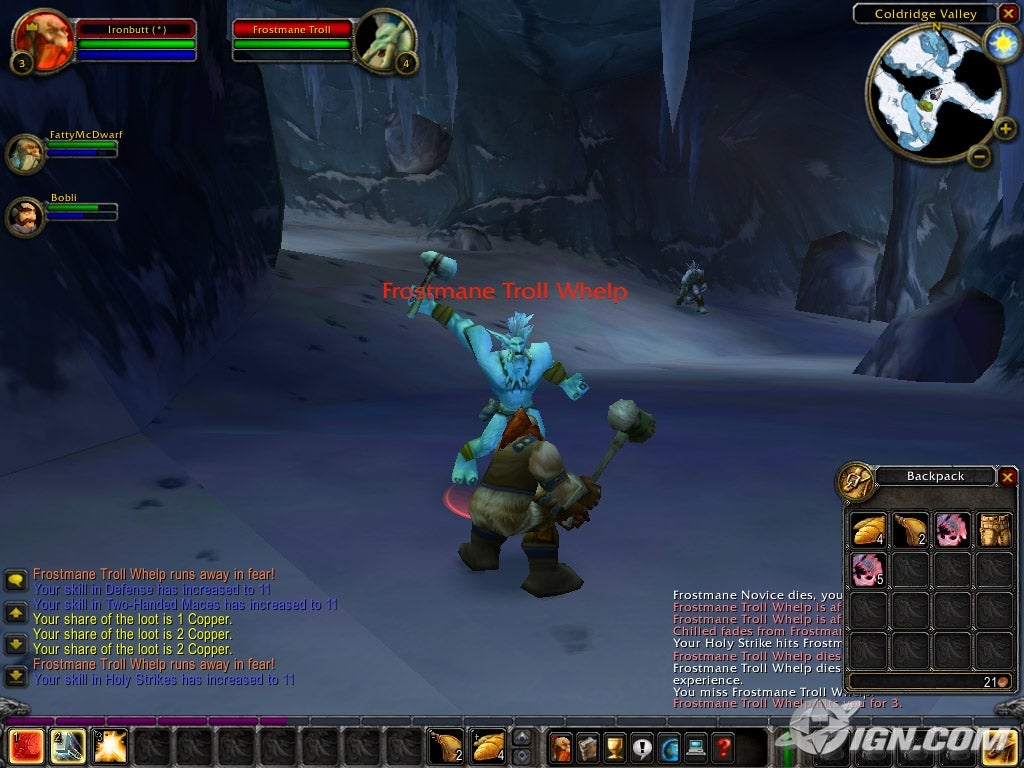 Ironbutt (*)
3
Frostmane Troll
4
Coldridge Valley
N
FattyMcDwarf
Bobli
Frostmane Troll Whelp
Backpack
4
2
5
21
Frostmane Troll Whelp runs away in fear!
Your skill in Defense has increased to 11
Your skill in Two-Handed Maces has increased to 11
Your share of the loot is 1 Copper.
Your share of the loot is 2 Copper.
Your share of the loot is 2 Copper.
Frostmane Troll Whelp runs away in fear!
Your skill in Holy Strikes has increased to 11
Frostmane Novice dies, you
Frostmane Troll Whelp is af
Frostmane Troll Whelp is af
Chilled fades from Frostma
Your Holy Strike hits Frostm
Frostmane Troll Whelp dies
Frostmane Troll Whelp dies
experience.
You miss Frostmane Troll W
Frostmane Troll Whelp hits you for 3.
1
2
3
2
4
IGN.COM